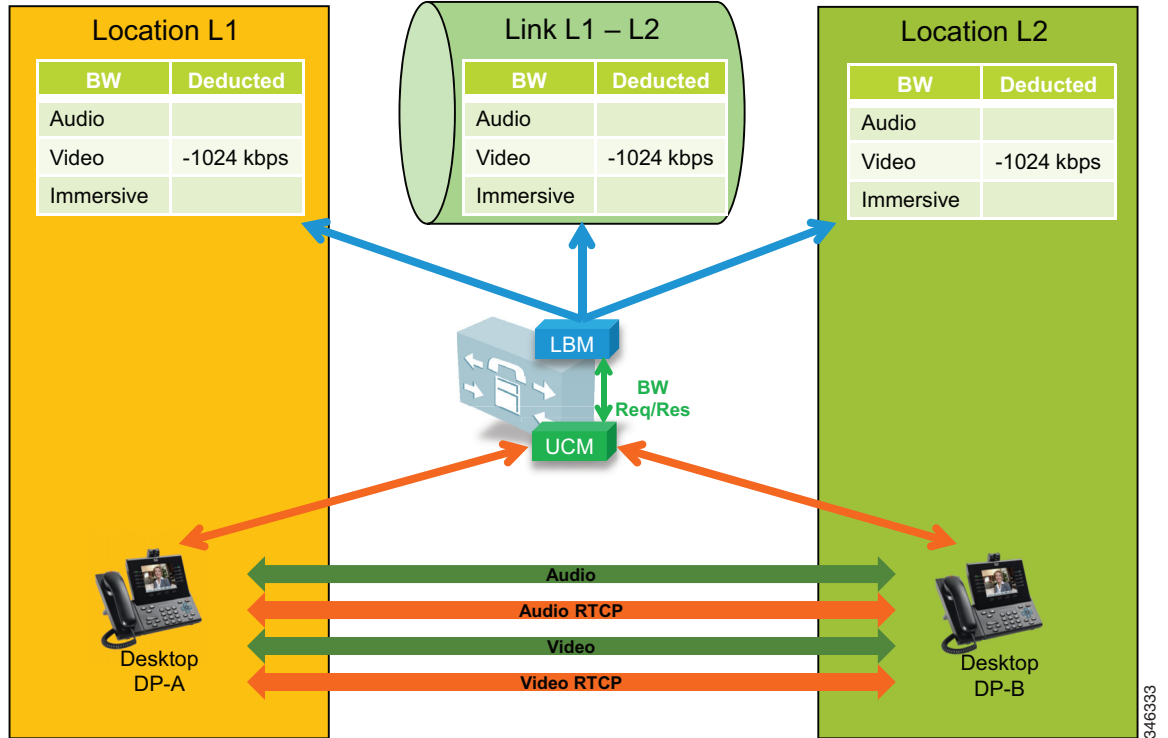 Location L1
BW Deducted
Audio
Video -1024 kbps
Immersive
Link L1 – L2
BW Deducted
Audio
Video -1024 kbps
Immersive
Location L2
BW Deducted
Audio
Video -1024 kbps
Immersive
LBM
BW
Req/Res
UCM
Audio
Audio RTCP
Video
Video RTCP
Desktop
DP-A
Desktop
DP-B
346333